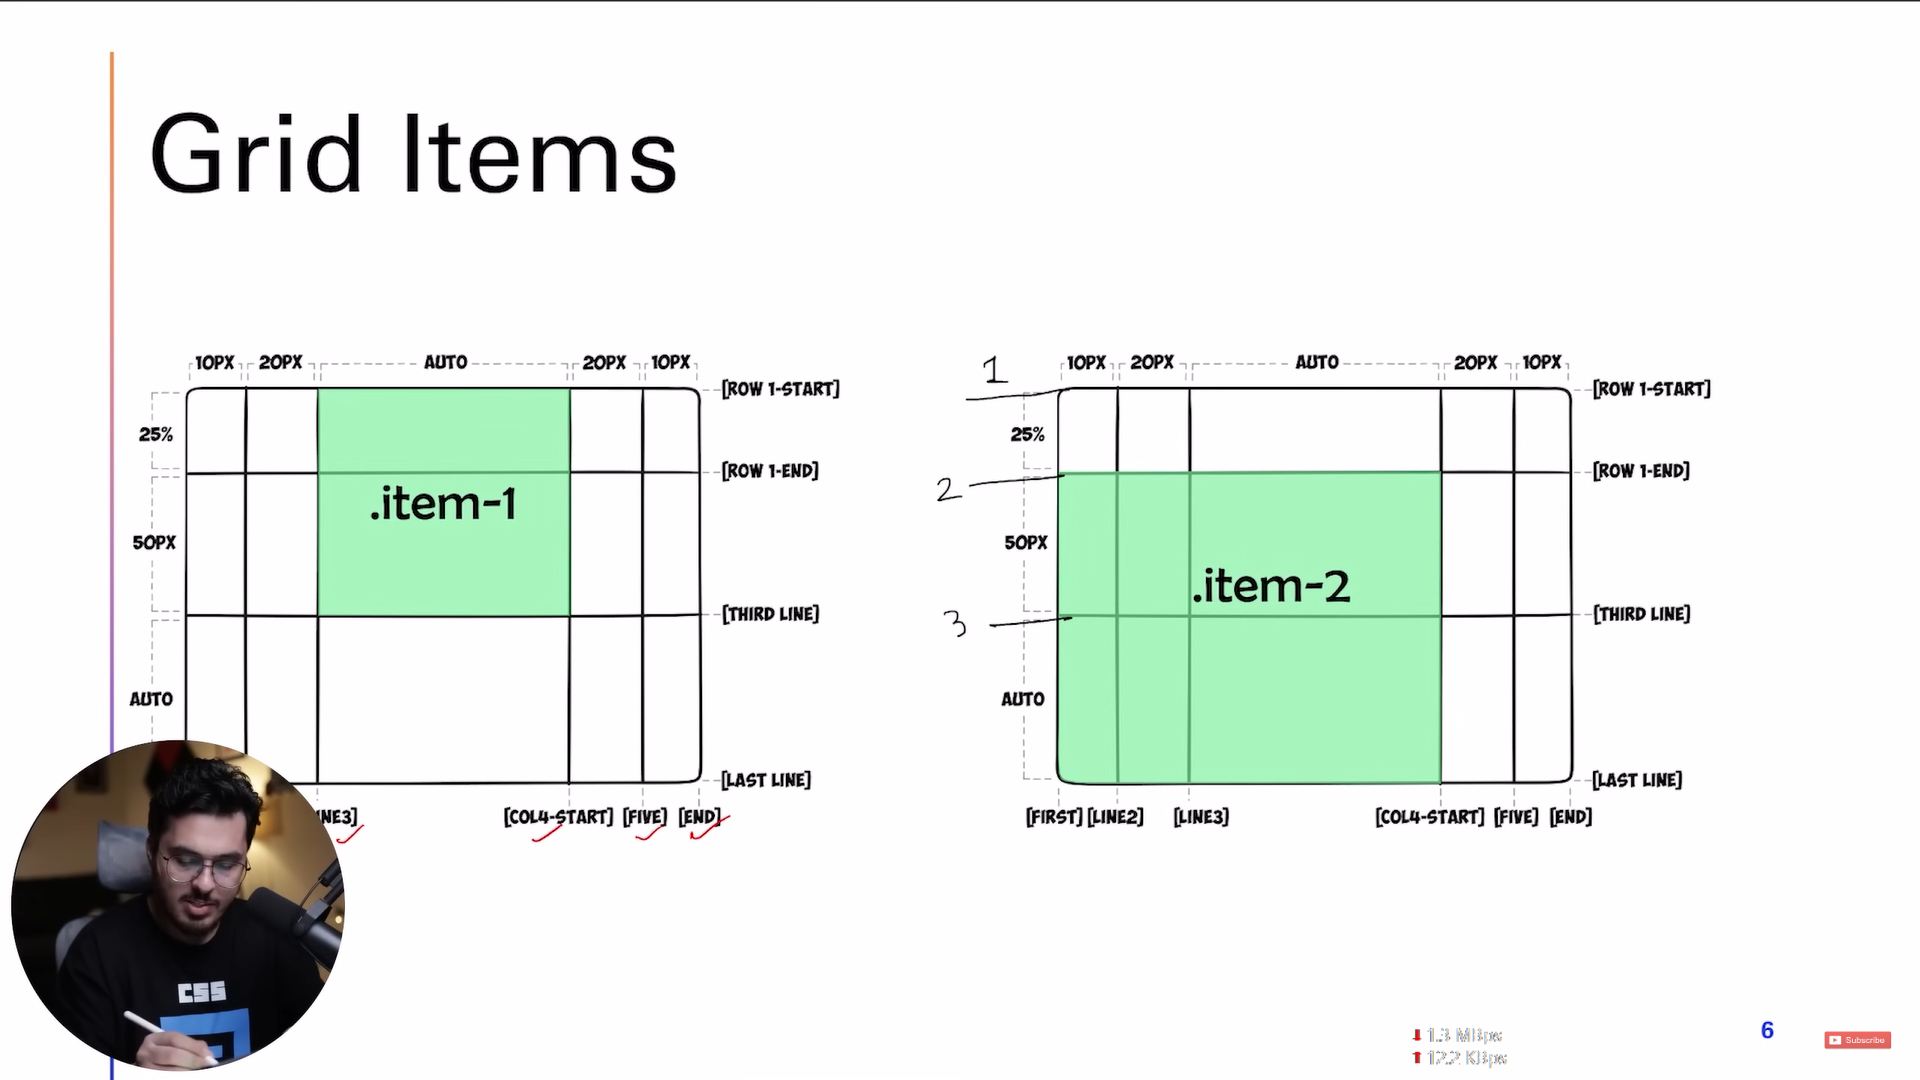 Grid Items
10PX 20PX AUTO 20PX 10PX
[ROW 1-START]
25%
[ROW 1-END]
.item-1
50PX
[THIRD LINE]
AUTO
[LAST LINE]
NE3] [COL4-START] [FIVE] [END]
1
10PX 20PX AUTO 20PX 10PX
[ROW 1-START]
25%
[ROW 1-END]
2
50PX
.item-2
3
[THIRD LINE]
AUTO
[LAST LINE]
[FIRST] [LINE2] [LINE3] [COL4-START] [FIVE] [END]
CSS
1.3 MBps
12.2 KBps
6
Subscribe